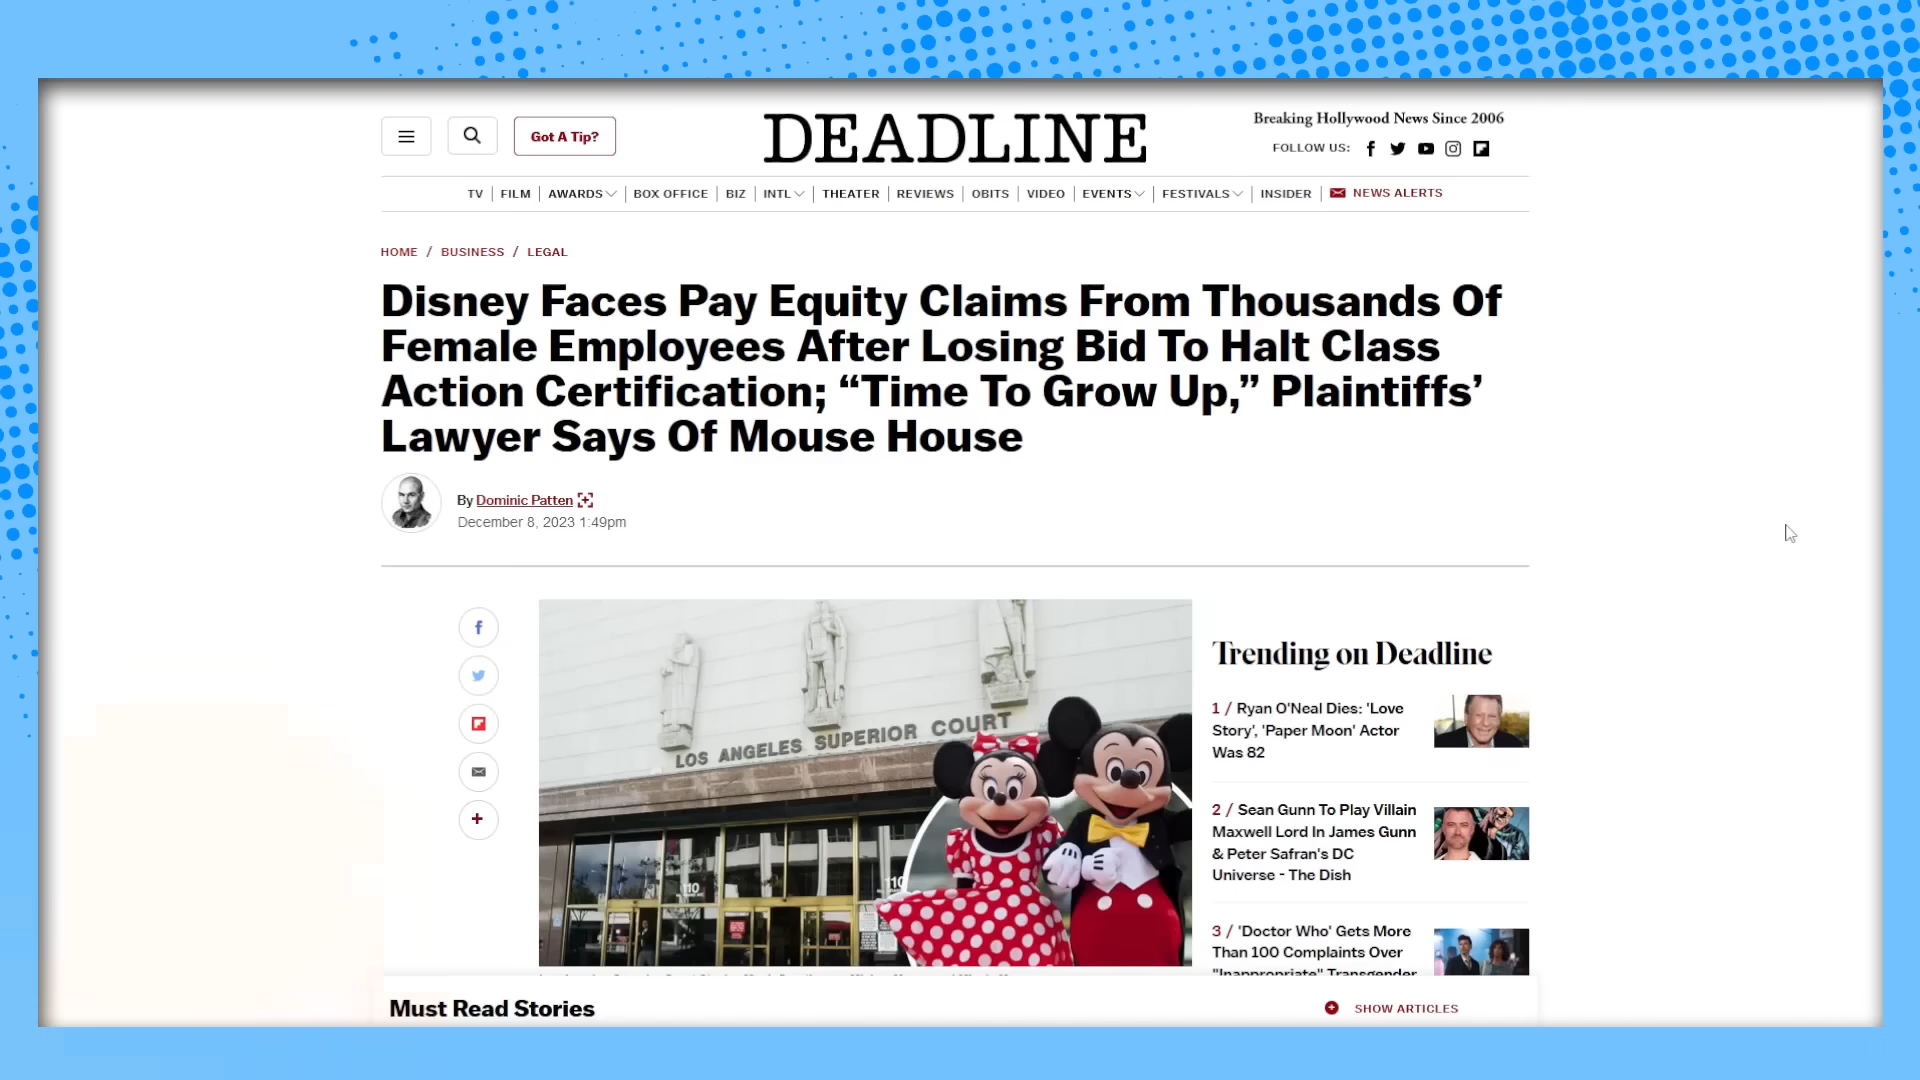 Got A Tip?
DEADLINE
Breaking Hollywood News Since 2006
FOLLOW US:
TV | FILM | AWARDS | BOX OFFICE | BIZ | INTL | THEATER | REVIEWS | OBITS | VIDEO | EVENTS | FESTIVALS | INSIDER | NEWS ALERTS
HOME / BUSINESS / LEGAL
Disney Faces Pay Equity Claims From Thousands Of
Female Employees After Losing Bid To Halt Class
Action Certification; “Time To Grow Up,” Plaintiffs’
Lawyer Says Of Mouse House
By Dominic Patten
December 8, 2023 1:49pm
LOS ANGELES SUPERIOR COURT
110
110
Trending on Deadline
1 / Ryan O'Neal Dies: 'Love
Story', 'Paper Moon' Actor
Was 82
2 / Sean Gunn To Play Villain
Maxwell Lord In James Gunn
& Peter Safran's DC
Universe - The Dish
3 / 'Doctor Who' Gets More
Than 100 Complaints Over
"Inappropriate" Transgender
Must Read Stories
SHOW ARTICLES